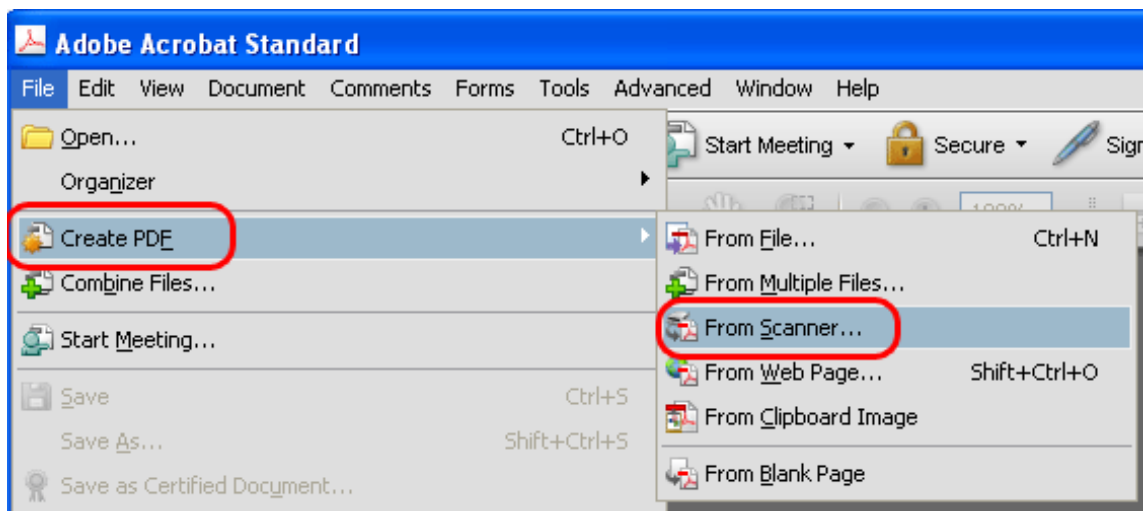 Adobe Acrobat Standard
File Edit View Document Comments Forms Tools Advanced Window Help
Open... Ctrl+O
Start Meeting Secure Sign
Organizer
Create PDF
From File... Ctrl+N
Combine Files...
From Multiple Files...
Start Meeting...
From Scanner...
From Web Page... Shift+Ctrl+O
Save Ctrl+S
From Clipboard Image
Save As... Shift+Ctrl+S
From Blank Page
Save as Certified Document...